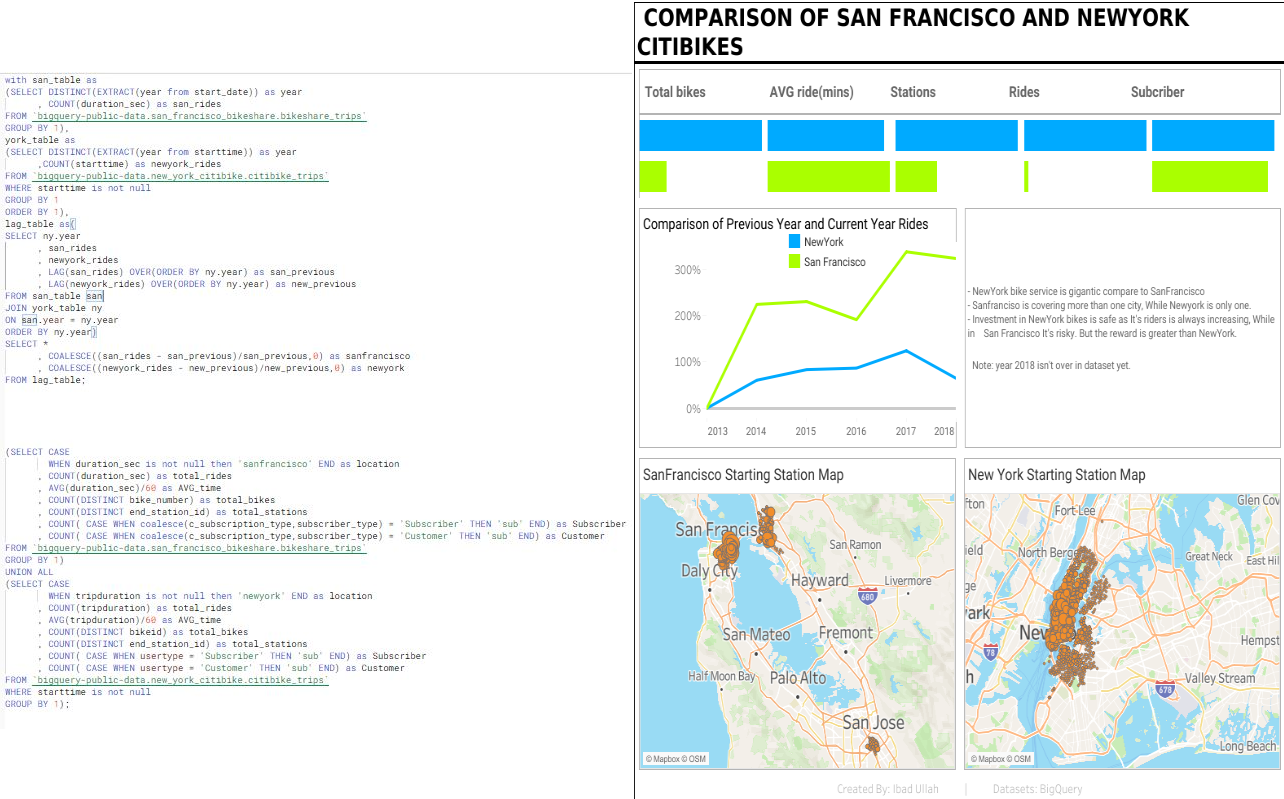 with san_table as
(SELECT DISTINCT(EXTRACT(year from start_date)) as year
, COUNT(duration_sec) as san_rides
FROM `bigquery-public-data.san_francisco_bikeshare.bikeshare_trips`
GROUP BY 1),
york_table as
(SELECT DISTINCT(EXTRACT(year from starttime)) as year
,COUNT(starttime) as newyork_rides
FROM `bigquery-public-data.new_york_citibike.citibike_trips`
WHERE starttime is not null
GROUP BY 1
ORDER BY 1),
lag_table as(
SELECT ny.year
, san_rides
, newyork_rides
, LAG(san_rides) OVER(ORDER BY ny.year) as san_previous
, LAG(newyork_rides) OVER(ORDER BY ny.year) as new_previous
FROM san_table san
JOIN york_table ny
ON san.year = ny.year
ORDER BY ny.year)
SELECT *
, COALESCE((san_rides - san_previous)/san_previous,0) as sanfrancisco
, COALESCE((newyork_rides - new_previous)/new_previous,0) as newyork
FROM lag_table;
(SELECT CASE
WHEN duration_sec is not null then 'sanfrancisco' END as location
, COUNT(duration_sec) as total_rides
, AVG(duration_sec)/60 as AVG_time
, COUNT(DISTINCT bike_number) as total_bikes
, COUNT(DISTINCT end_station_id) as total_stations
, COUNT( CASE WHEN coalesce(c_subscription_type,subscriber_type) = 'Subscriber' THEN 'sub' END) as Subscriber
, COUNT( CASE WHEN coalesce(c_subscription_type,subscriber_type) = 'Customer' THEN 'sub' END) as Customer
FROM `bigquery-public-data.san_francisco_bikeshare.bikeshare_trips`
GROUP BY 1)
UNION ALL
(SELECT CASE
WHEN tripduration is not null then 'newyork' END as location
, COUNT(tripduration) as total_rides
, AVG(tripduration)/60 as AVG_time
, COUNT(DISTINCT bikeid) as total_bikes
, COUNT(DISTINCT end_station_id) as total_stations
, COUNT( CASE WHEN usertype = 'Subscriber' THEN 'sub' END) as Subscriber
, COUNT( CASE WHEN usertype = 'Customer' THEN 'sub' END) as Customer
FROM `bigquery-public-data.new_york_citibike.citibike_trips`
WHERE starttime is not null
GROUP BY 1);
COMPARISON OF SAN FRANCISCO AND NEWYORK
CITIBIKES
Total bikes AVG ride(mins) Stations Rides Subcriber
Comparison of Previous Year and Current Year Rides
NewYork
San Francisco
300%
200%
100%
0%
2013 2014 2015 2016 2017 2018
- NewYork bike service is gigantic compare to SanFrancisco
- Sanfranciso is covering more than one city, While Newyork is only one.
- Investment in NewYork bikes is safe as It's riders is always increasing, While
in San Francisco It's risky. But the reward is greater than NewYork.
Note: year 2018 isn't over in dataset yet.
SanFrancisco Starting Station Map
San Francis
San Ramon
Daly City
Hayward
Livermore
680
San Mateo
Fremont
Half Moon Bay
Palo Alto
San Jose
© Mapbox © OSM
New York Starting Station Map
Glen Cov
fton
Fort Lee
ield
North Berge
Great Neck
East Hil
ge
ark
New
Hempst
78
h
Valley Stream
678
Long Beach
© Mapbox © OSM
Created By: Ibad Ullah | Datasets: BigQuery